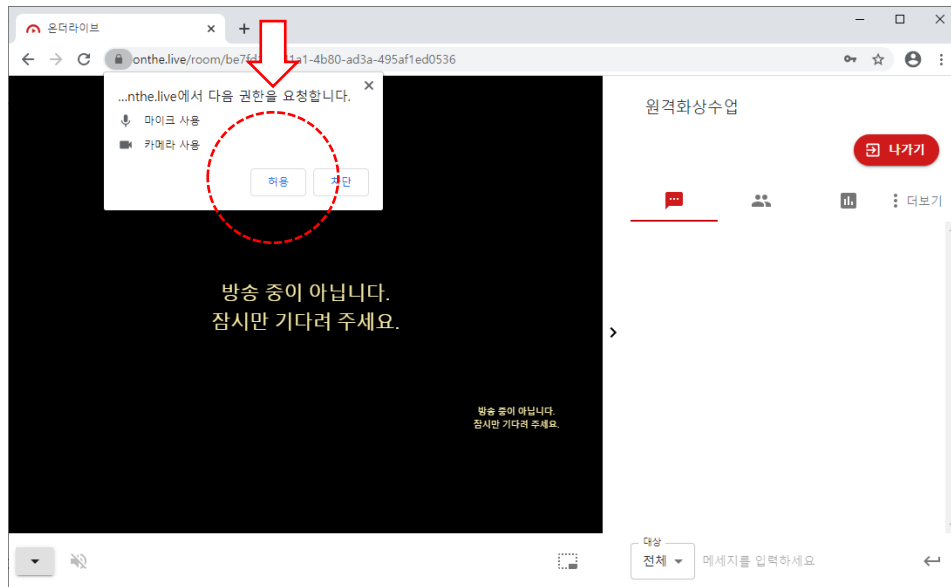 온더라이브
onthe.live/room/be7fd
1a1-4b80-ad3a-495af1ed0536
...nthe.live에서 다음 권한을 요청합니다.
마이크 사용
카메라 사용
허용
차단
방송 중이 아닙니다.
잠시만 기다려 주세요.
방송 중이 아닙니다.
잠시만 기다려 주세요.
원격화상수업
나가기
더보기
대상
전체
메세지를 입력하세요